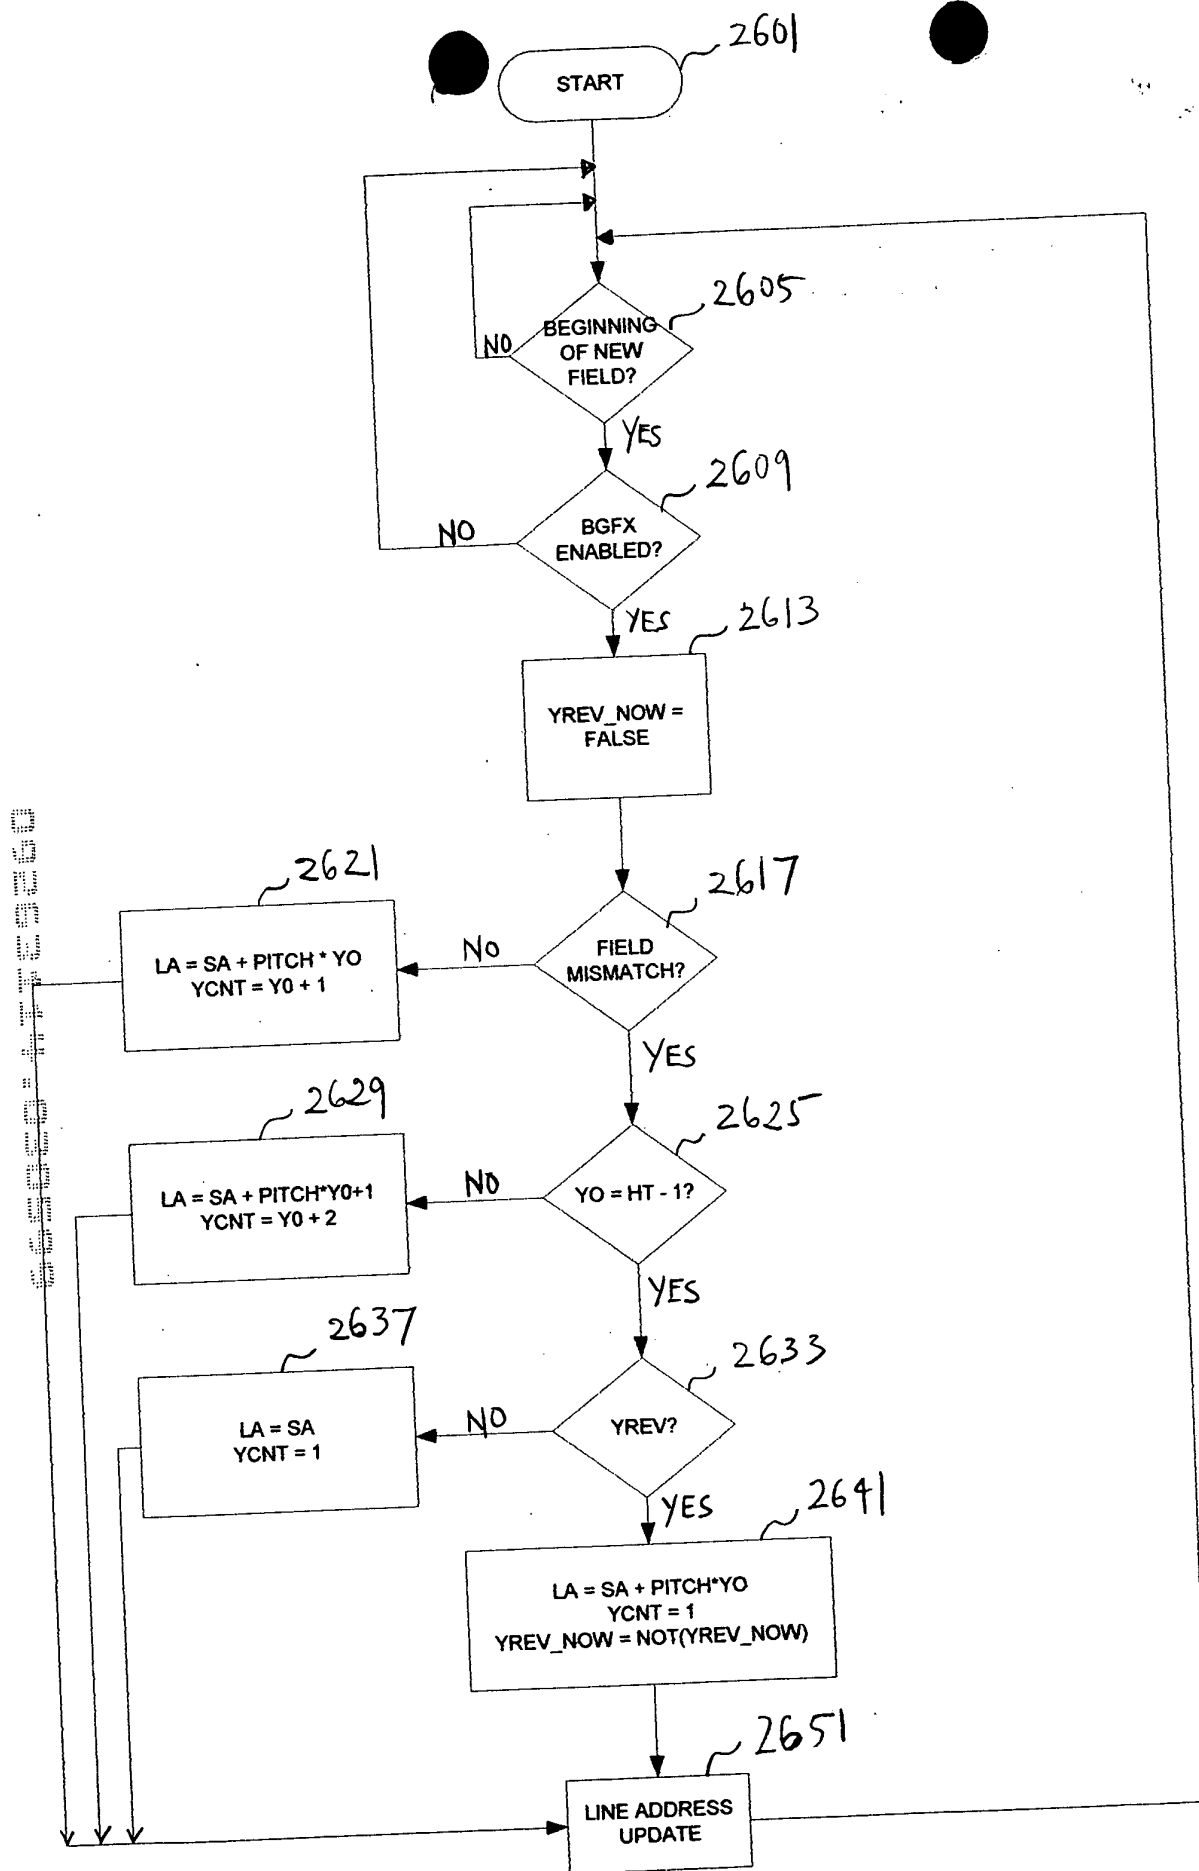 2601
START
2605
BEGINNING
OF NEW
FIELD?
NO
YES
2609
BGFX
ENABLED?
NO
YES
2613
YREV_NOW =
FALSE
2617
FIELD
MISMATCH?
NO
2621
LA = SA + PITCH * YO
YCNT = Y0 + 1
YES
2625
YO = HT - 1?
NO
2629
LA = SA + PITCH*Y0+1
YCNT = Y0 + 2
YES
2633
YREV?
NO
2637
LA = SA
YCNT = 1
YES
2641
LA = SA + PITCH*YO
YCNT = 1
YREV_NOW = NOT(YREV_NOW)
2651
LINE ADDRESS
UPDATE